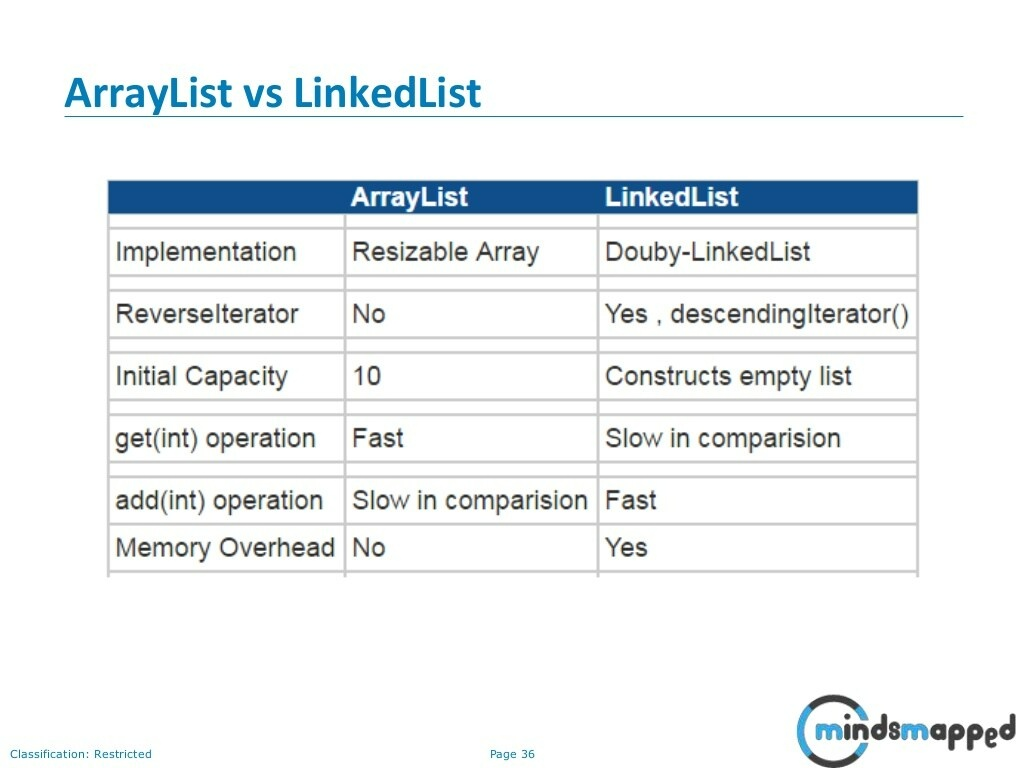 ArrayList vs LinkedList
ArrayList LinkedList
Implementation Resizable Array Douby-LinkedList
ReverseIterator No Yes , descendingIterator()
Initial Capacity 10 Constructs empty list
get(int) operation Fast Slow in comparision
add(int) operation Slow in comparision Fast
Memory Overhead No Yes
Classification: Restricted Page 36
mindsmapped